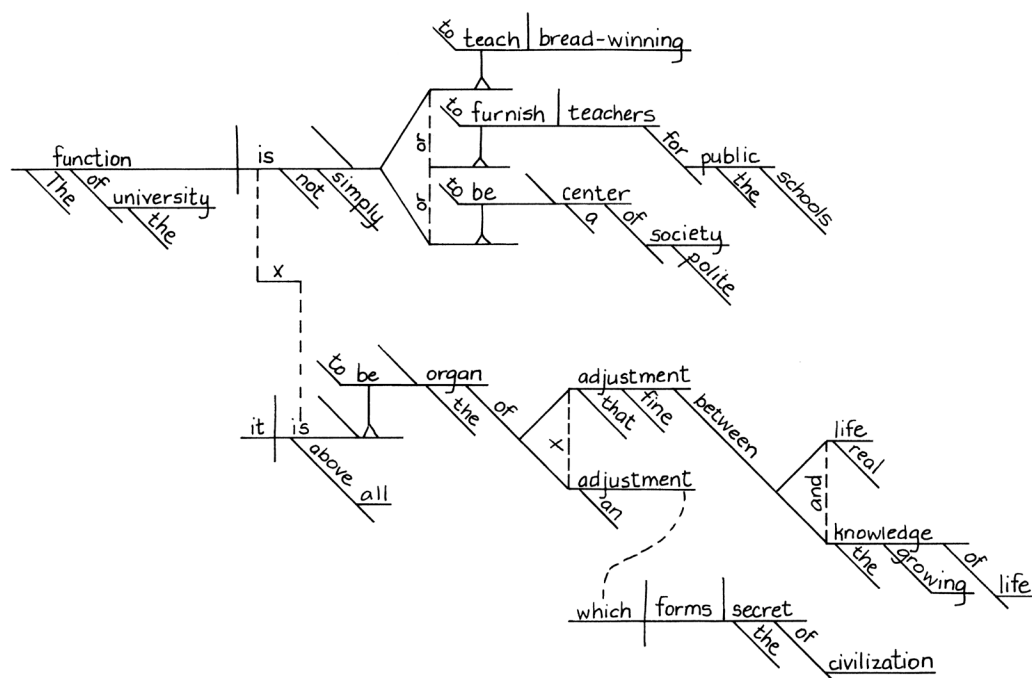 to teach bread-winning
to furnish teachers
for public the schools
or
function is not simply
The of university the
or
to be a center of society polite
x
to be the organ of
adjustment that fine between
it is above all
x
adjustment an
life real
and
knowledge the growing of life
which forms the secret of civilization